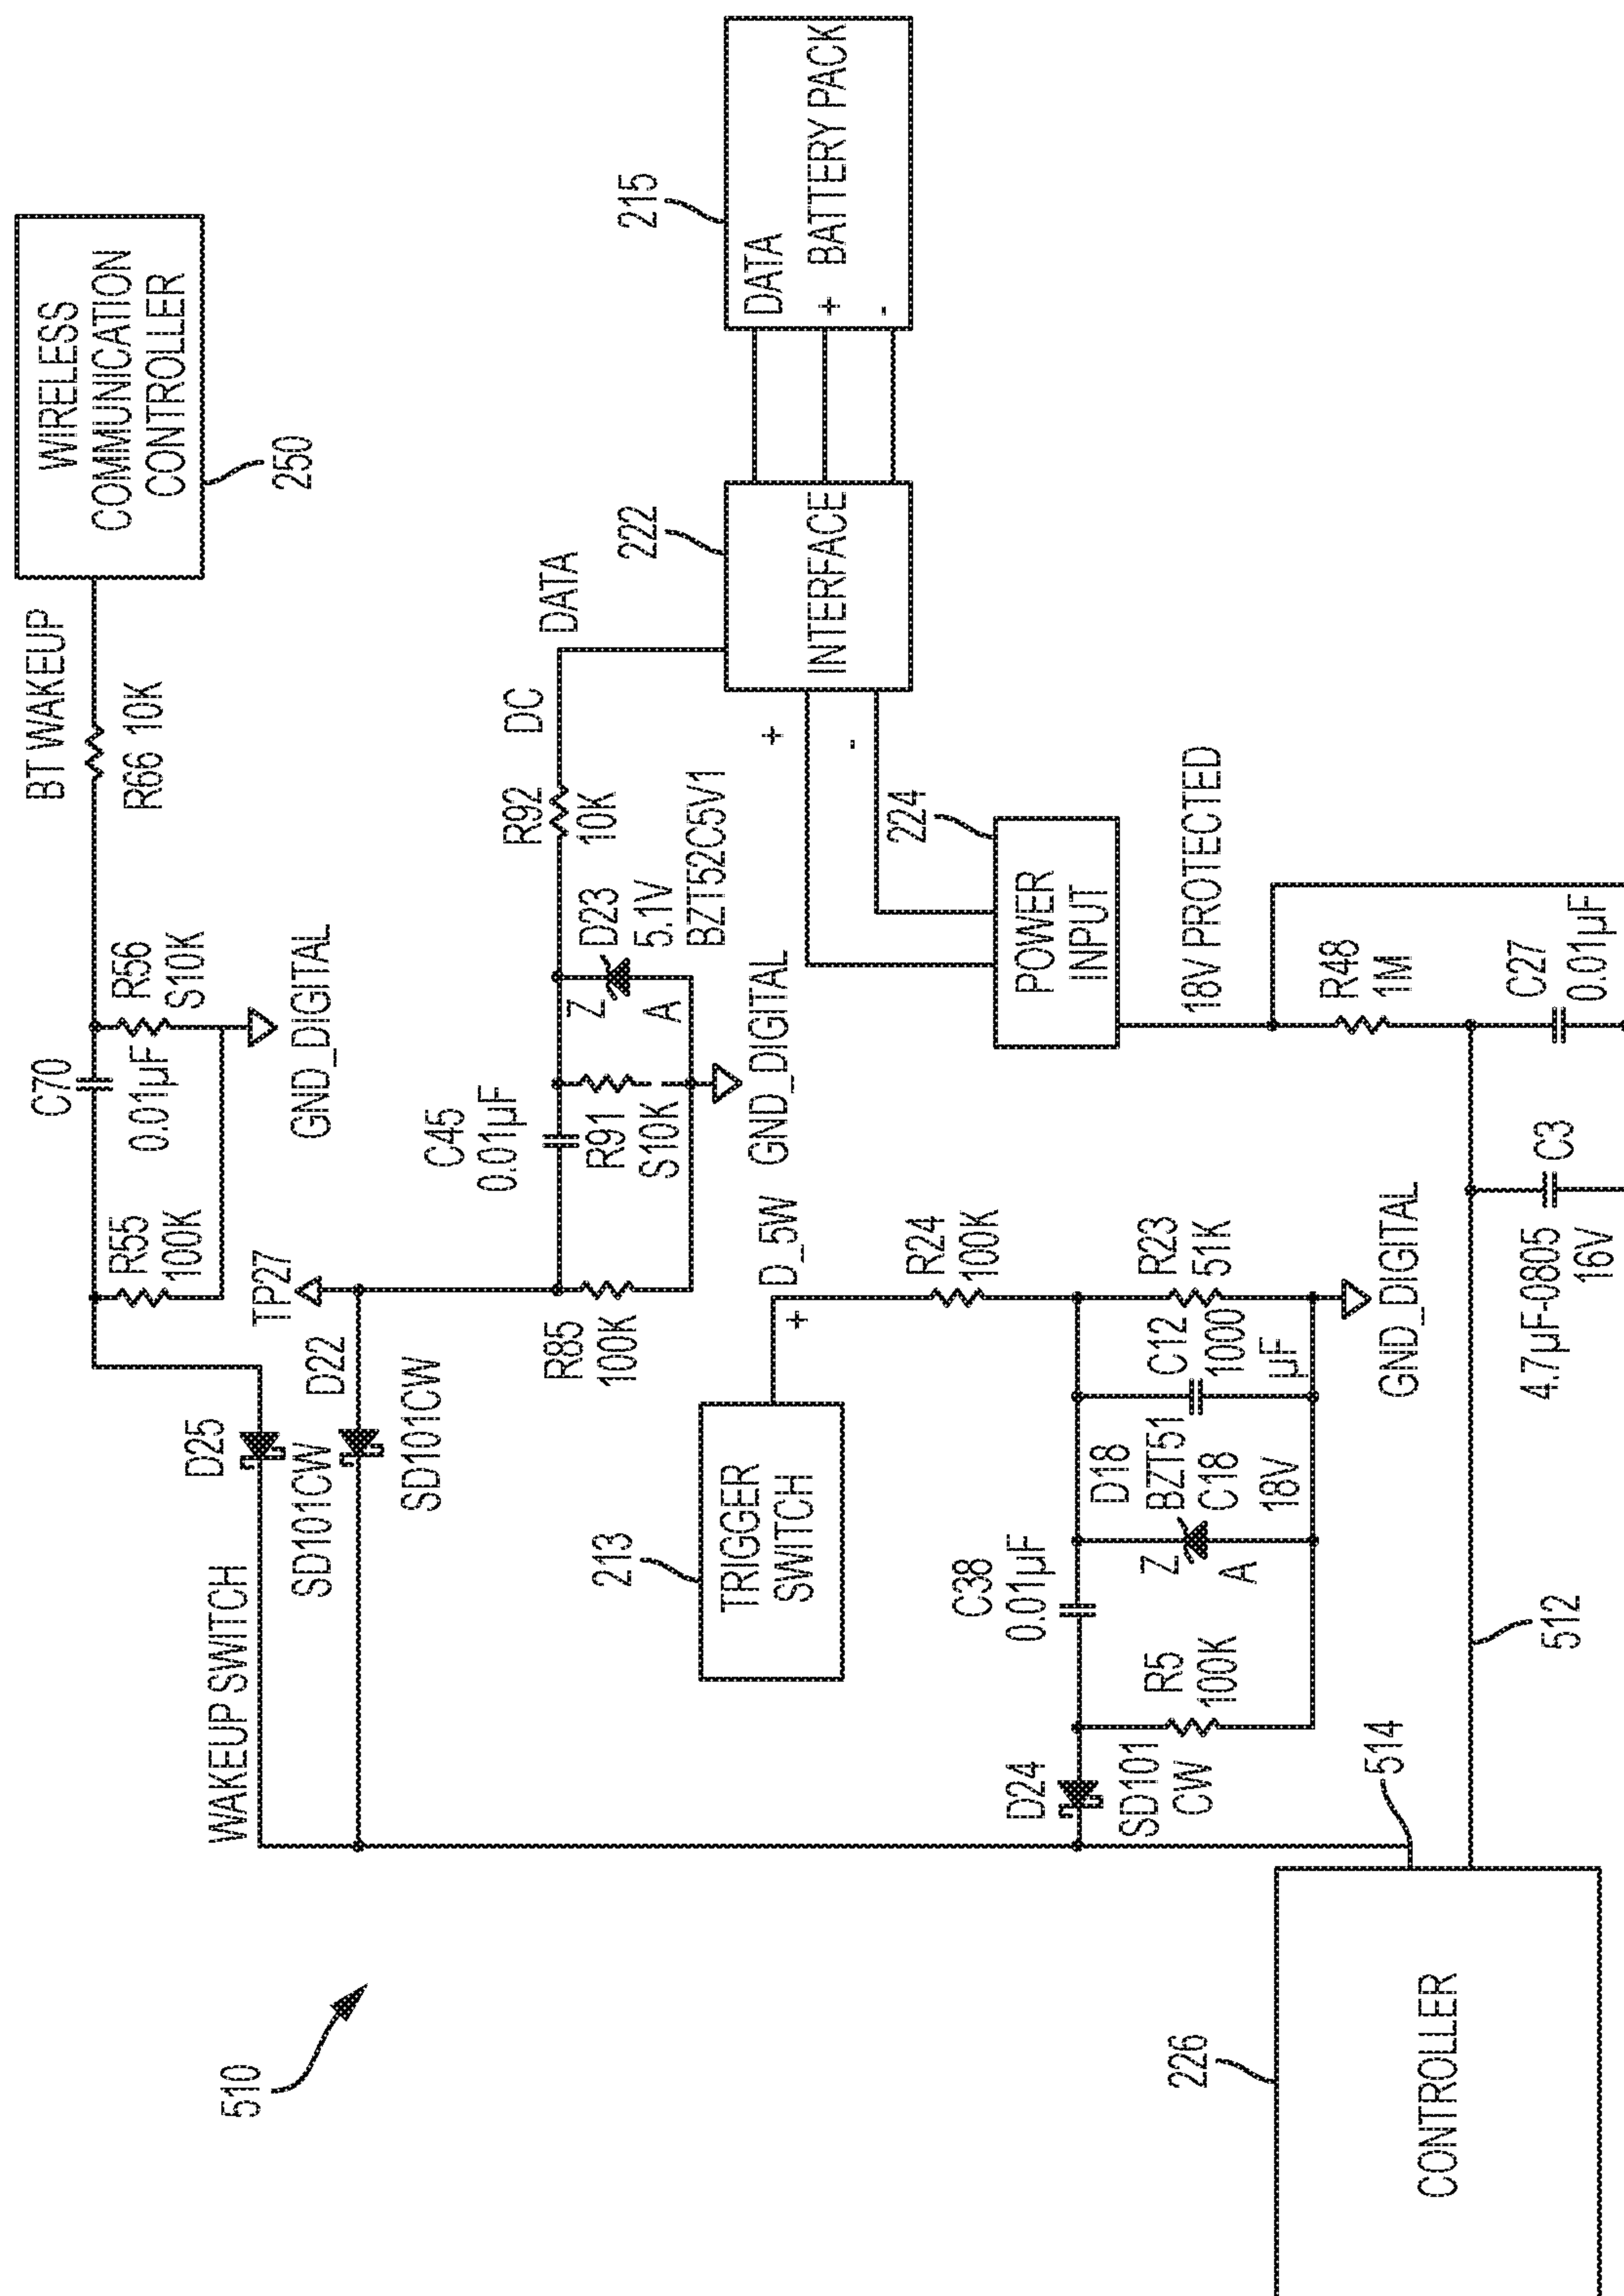 WIRELESS
COMMUNICATION
CONTROLLER
250
BT WAKEUP
R66 10K
C70
0.01µF
R56
S10K
R55
100K
GND_DIGITAL
D25
SD101CW
WAKEUP SWITCH
TP27
D22
SD101CW
DATA
DC
R92
10K
D23
5.1V
BZT52C5V1
Z
A
C45
0.01µF
R91
S10K
R85
100K
GND_DIGITAL
215
DATA
+ BATTERY PACK
-
222
INTERFACE
+
-
224
POWER
INPUT
18V PROTECTED
213
TRIGGER
SWITCH
D_5W
+
R24
100K
R23
51K
C12
1000
µF
D18
BZT51
C18
18V
Z
A
C38
0.01µF
R5
100K
D24
SD101
CW
GND_DIGITAL
R48
1M
C27
0.01µF
C3
4.7µF-0805
16V
512
514
226
CONTROLLER
510